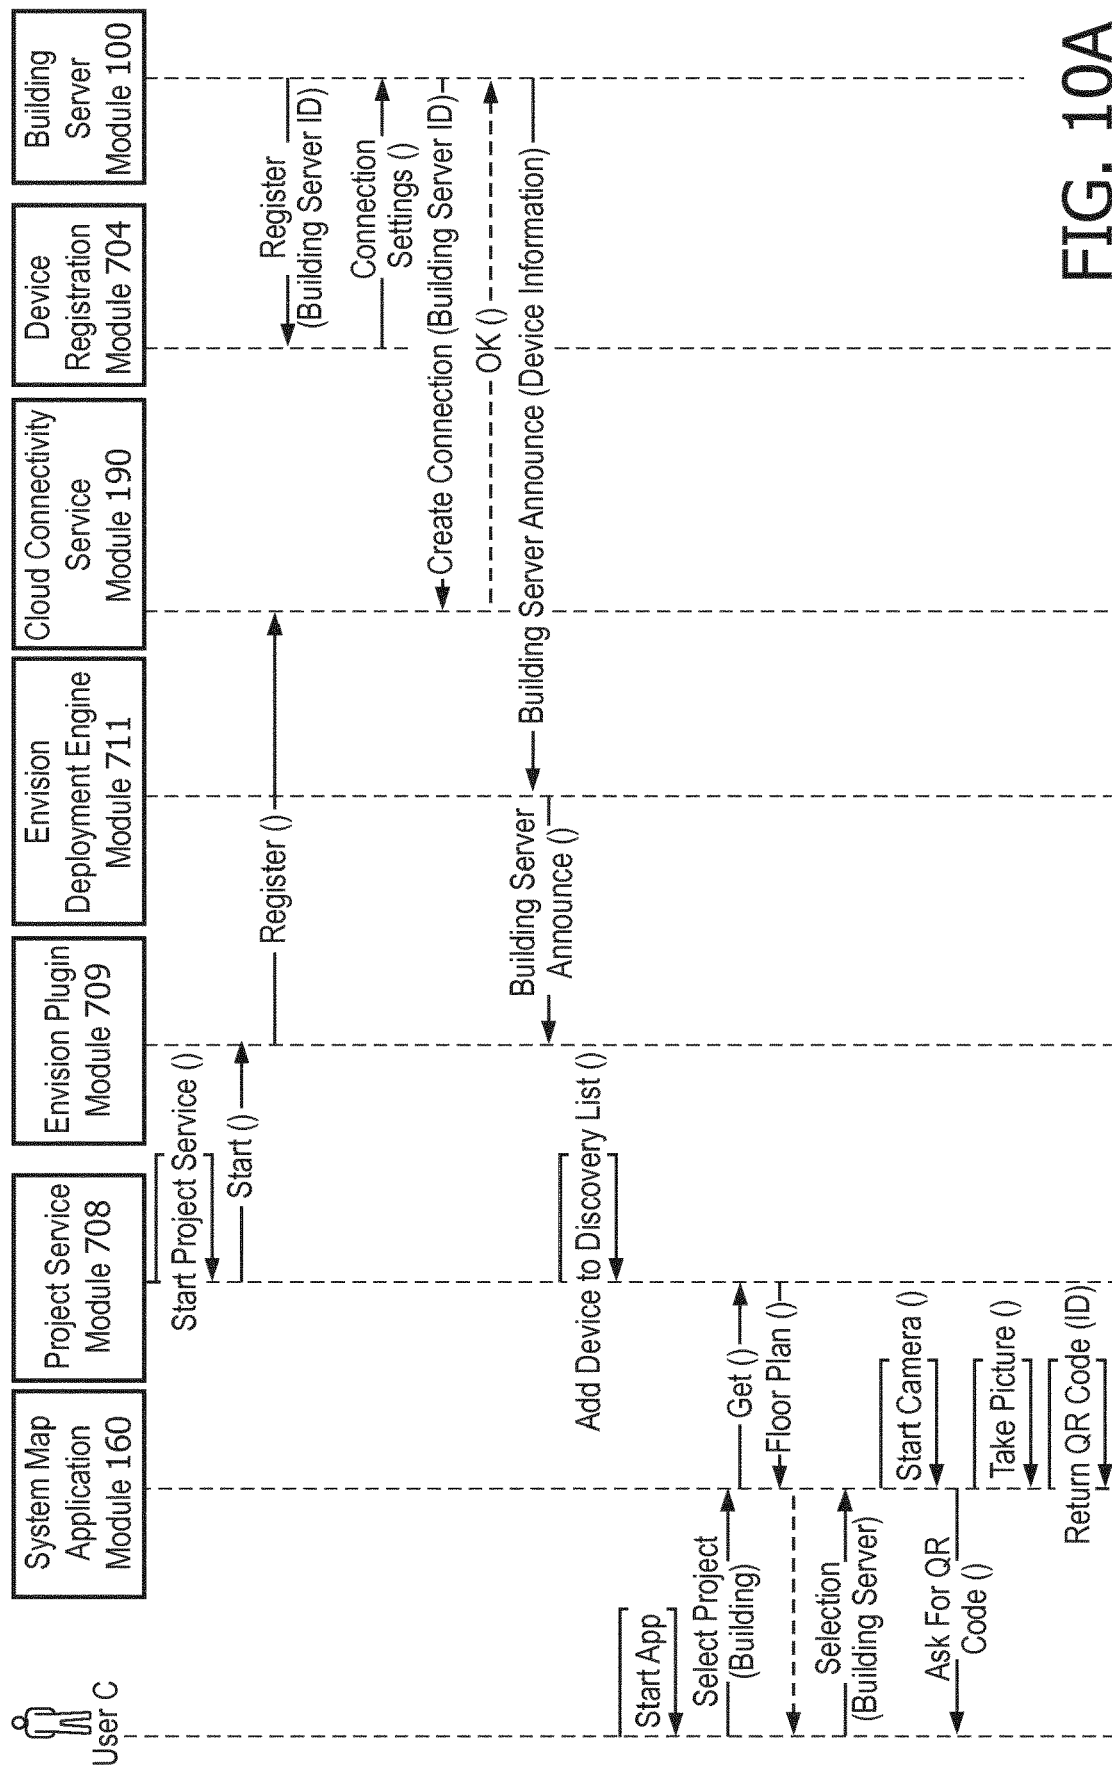 User C
System Map
Application
Module 160
Project Service
Module 708
Envision Plugin
Module 709
Envision
Deployment Engine
Module 711
Cloud Connectivity
Service
Module 190
Device
Registration
Module 704
Building
Server
Module 100
Start Project Service ()
Start ()
Register ()
Register
(Building Server ID)
Connection
Settings ()
Create Connection (Building Server ID)
OK ()
Building Server Announce (Device Information)
Building Server
Announce ()
Add Device to Discovery List ()
Start App
Select Project
(Building)
Get ()
Floor Plan ()
Selection
(Building Server)
Start Camera ()
Ask For QR
Code ()
Take Picture ()
Return QR Code (ID)
FIG. 10A